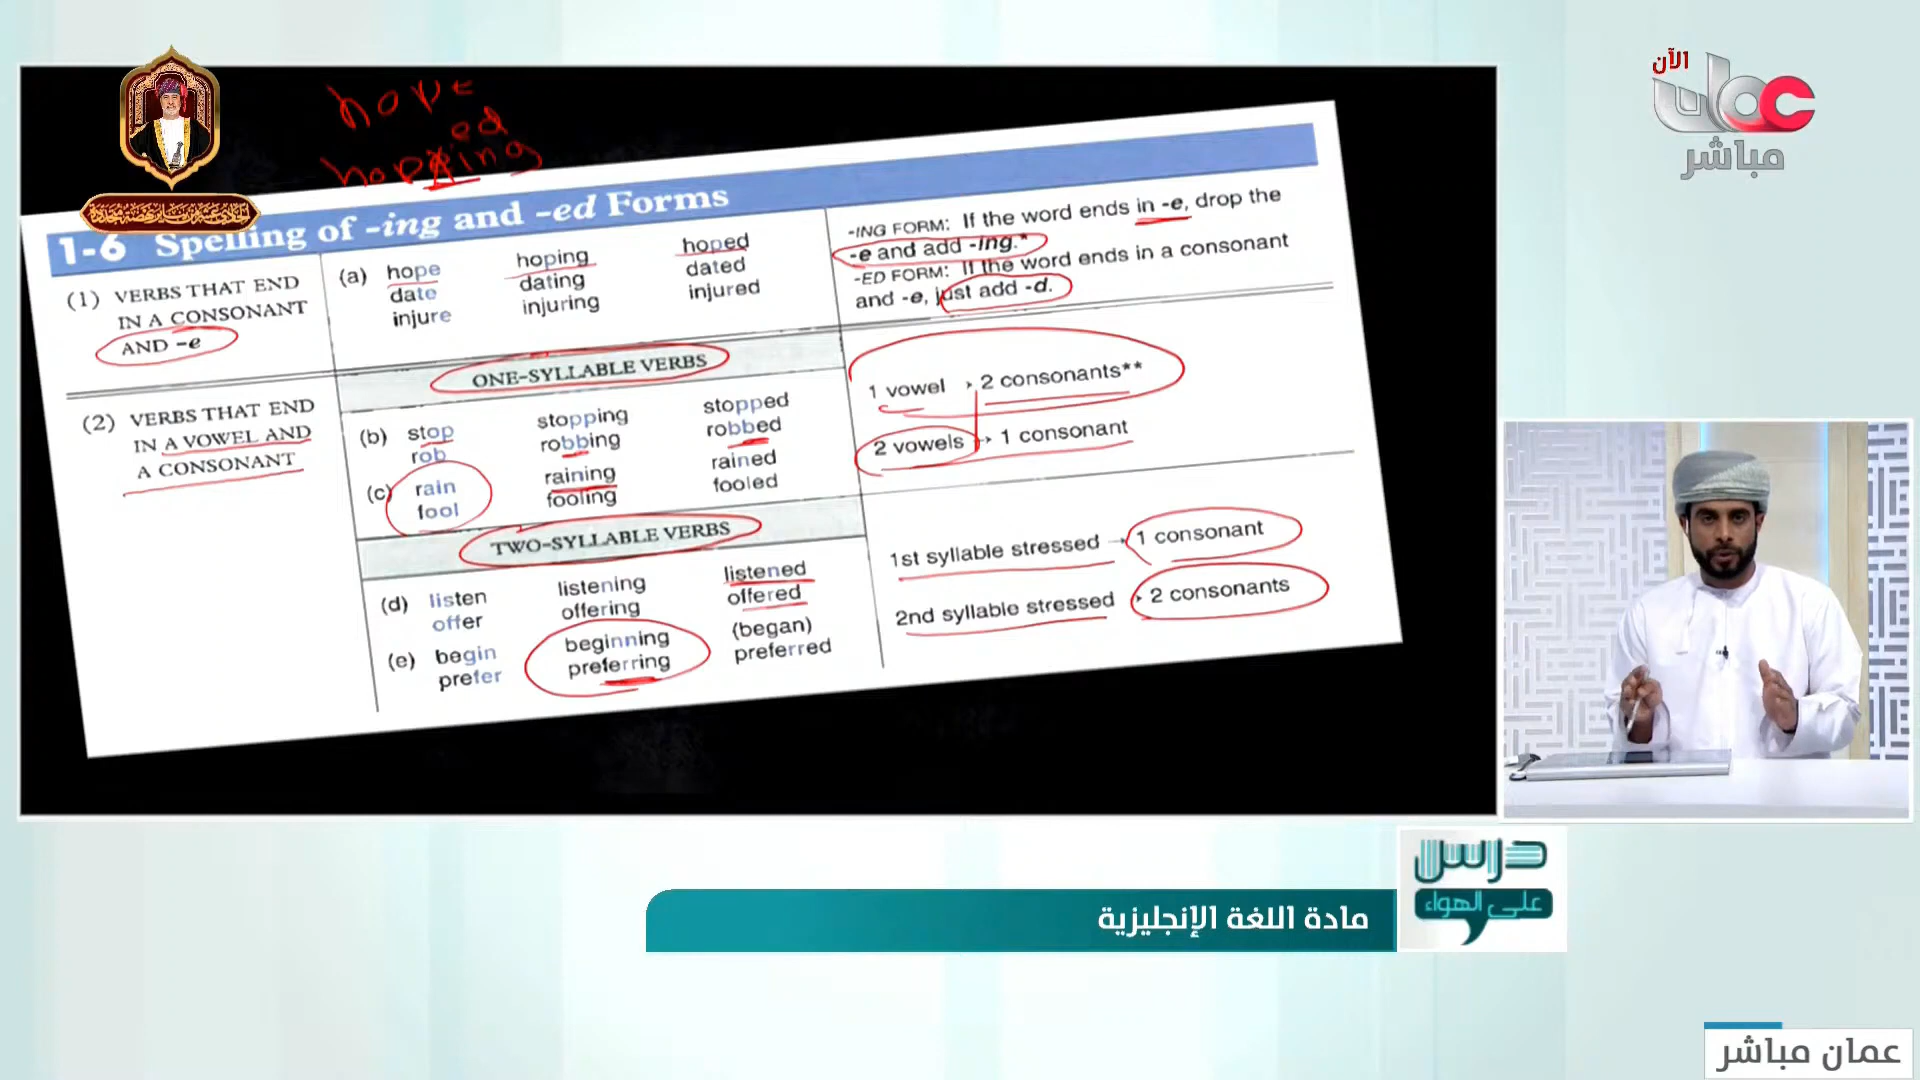 الآن
عمان
مباشر
hope
ed
hopping
1-6 Spelling of -ing and -ed Forms
(1) VERBS THAT END
IN A CONSONANT
AND -e
(a) hope hoping hoped
date dating dated
injure injuring injured
-ING FORM: If the word ends in -e, drop the
-e and add -ing.*
-ED FORM: If the word ends in a consonant
and -e, just add -d.
ONE-SYLLABLE VERBS
(2) VERBS THAT END
IN A VOWEL AND
A CONSONANT
(b) stop stopping stopped
rob robbing robbed
1 vowel → 2 consonants**
(c) rain raining rained
fool fooling fooled
2 vowels → 1 consonant
TWO-SYLLABLE VERBS
(d) listen listening listened
offer offering offered
1st syllable stressed → 1 consonant
(e) begin beginning (began)
prefer preferring preferred
2nd syllable stressed → 2 consonants
درس
على الهواء
مادة اللغة الإنجليزية
عمان مباشر